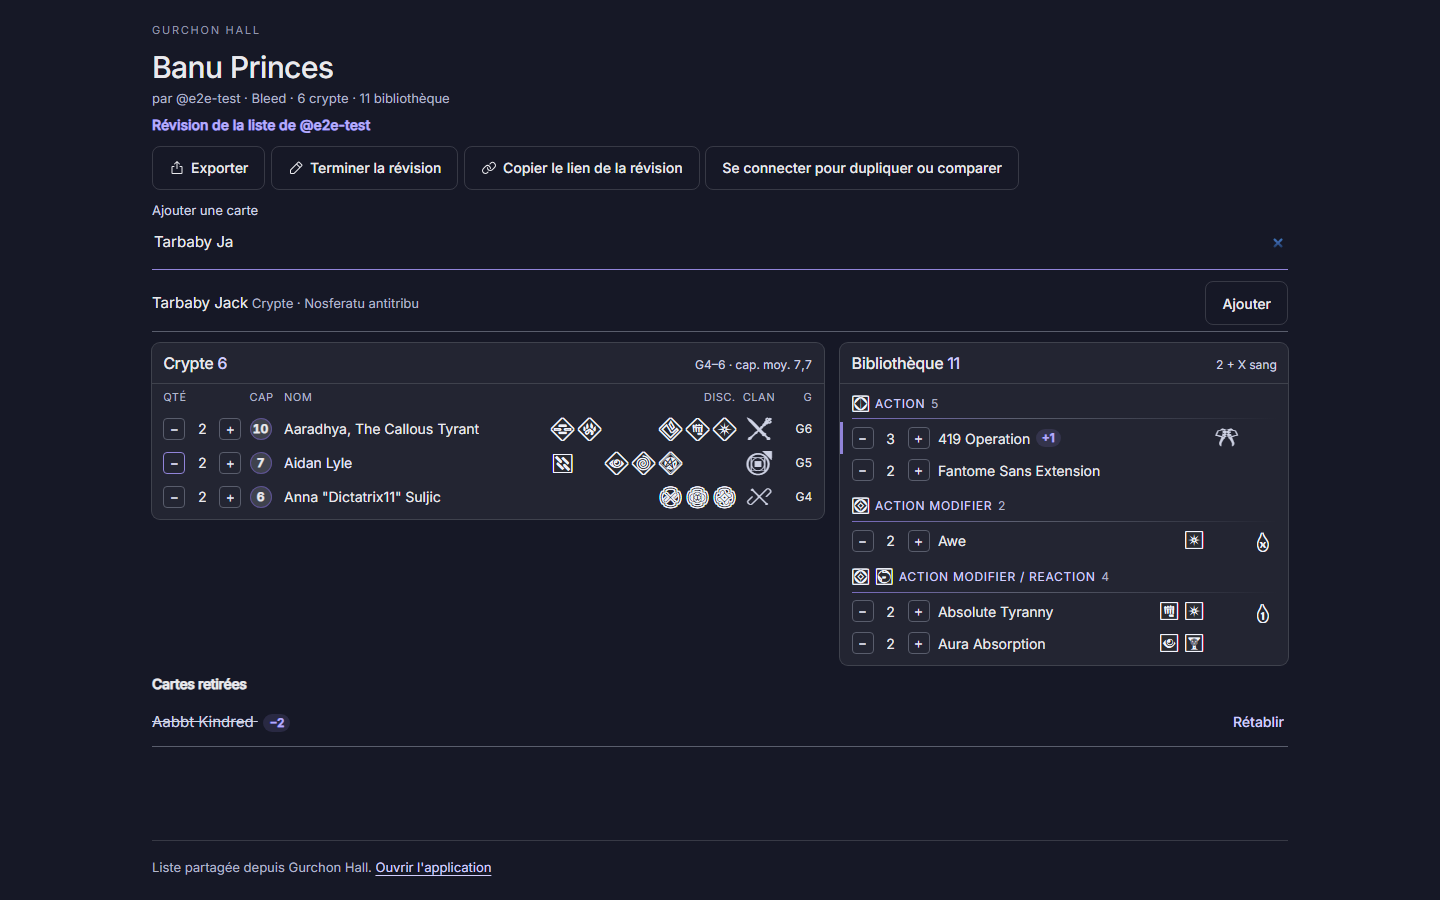 GURCHON HALL
Banu Princes
par @e2e-test · Bleed · 6 crypte · 11 bibliothèque
Révision de la liste de @e2e-test
Exporter
Terminer la révision
Copier le lien de la révision
Se connecter pour dupliquer ou comparer
Ajouter une carte
Tarbaby Ja
Tarbaby Jack Crypte · Nosferatu antitribu
Ajouter
Crypte 6
G4–6 · cap. moy. 7,7
QTÉ CAP NOM DISC. CLAN G
− 2 + 10 Aaradhya, The Callous Tyrant G6
− 2 + 7 Aidan Lyle G5
− 2 + 6 Anna "Dictatrix11" Suljic G4
Bibliothèque 11
2 + X sang
ACTION 5
− 3 + 419 Operation +1
− 2 + Fantome Sans Extension
ACTION MODIFIER 2
− 2 + Awe X
ACTION MODIFIER / REACTION 4
− 2 + Absolute Tyranny 1
− 2 + Aura Absorption
Cartes retirées
Aabbt Kindred −2
Rétablir
Liste partagée depuis Gurchon Hall. Ouvrir l'application